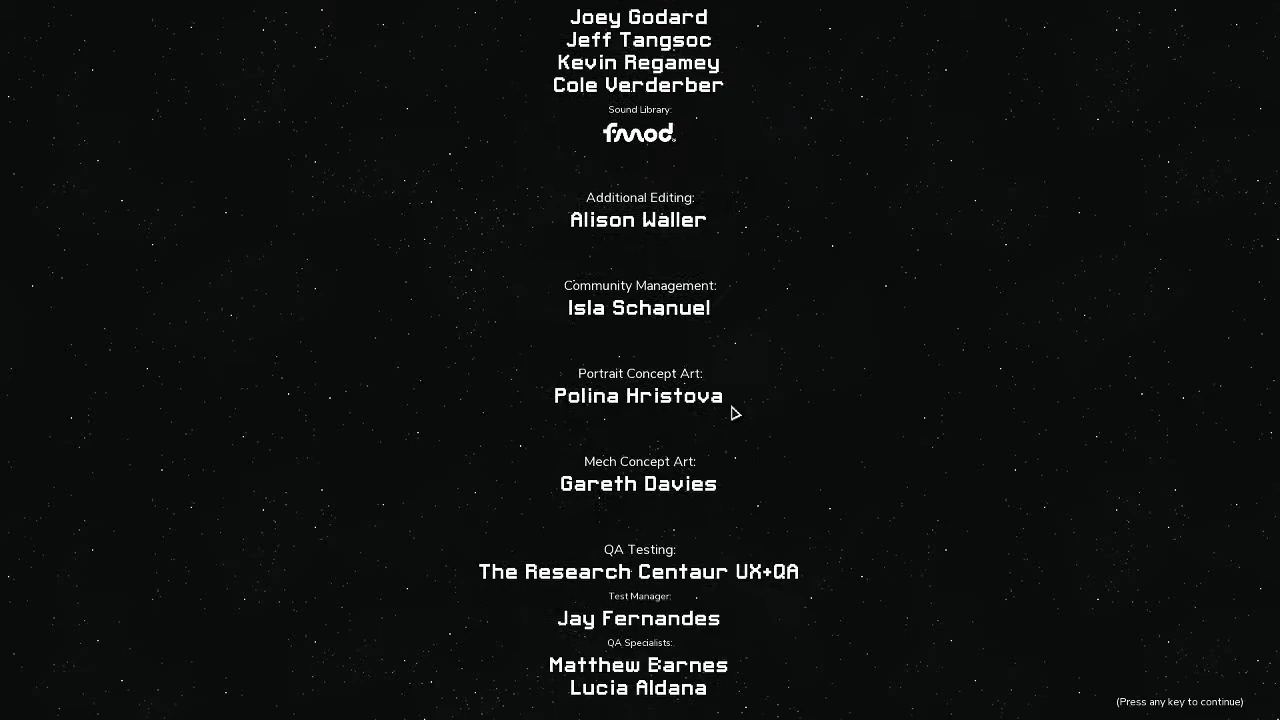 Joey Godard
Jeff Tangsoc
Kevin Regamey
Cole Verderber
Sound Library:
fmod
Additional Editing:
Alison Waller
Community Management:
Isla Schanuel
Portrait Concept Art:
Polina Hristova
Mech Concept Art:
Gareth Davies
QA Testing:
The Research Centaur UX+QA
Test Manager:
Jay Fernandes
QA Specialists:
Matthew Barnes
Lucia Aldana
(Press any key to continue)